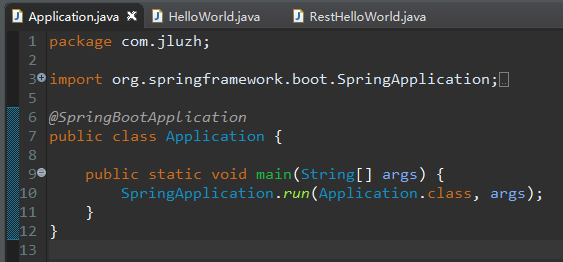 Application.java HelloWorld.java RestHelloWorld.java
1 package com.jluzh;
2
3 import org.springframework.boot.SpringApplication;
5
6 @SpringBootApplication
7 public class Application {
8
9 public static void main(String[] args) {
10 SpringApplication.run(Application.class, args);
11 }
12 }
13